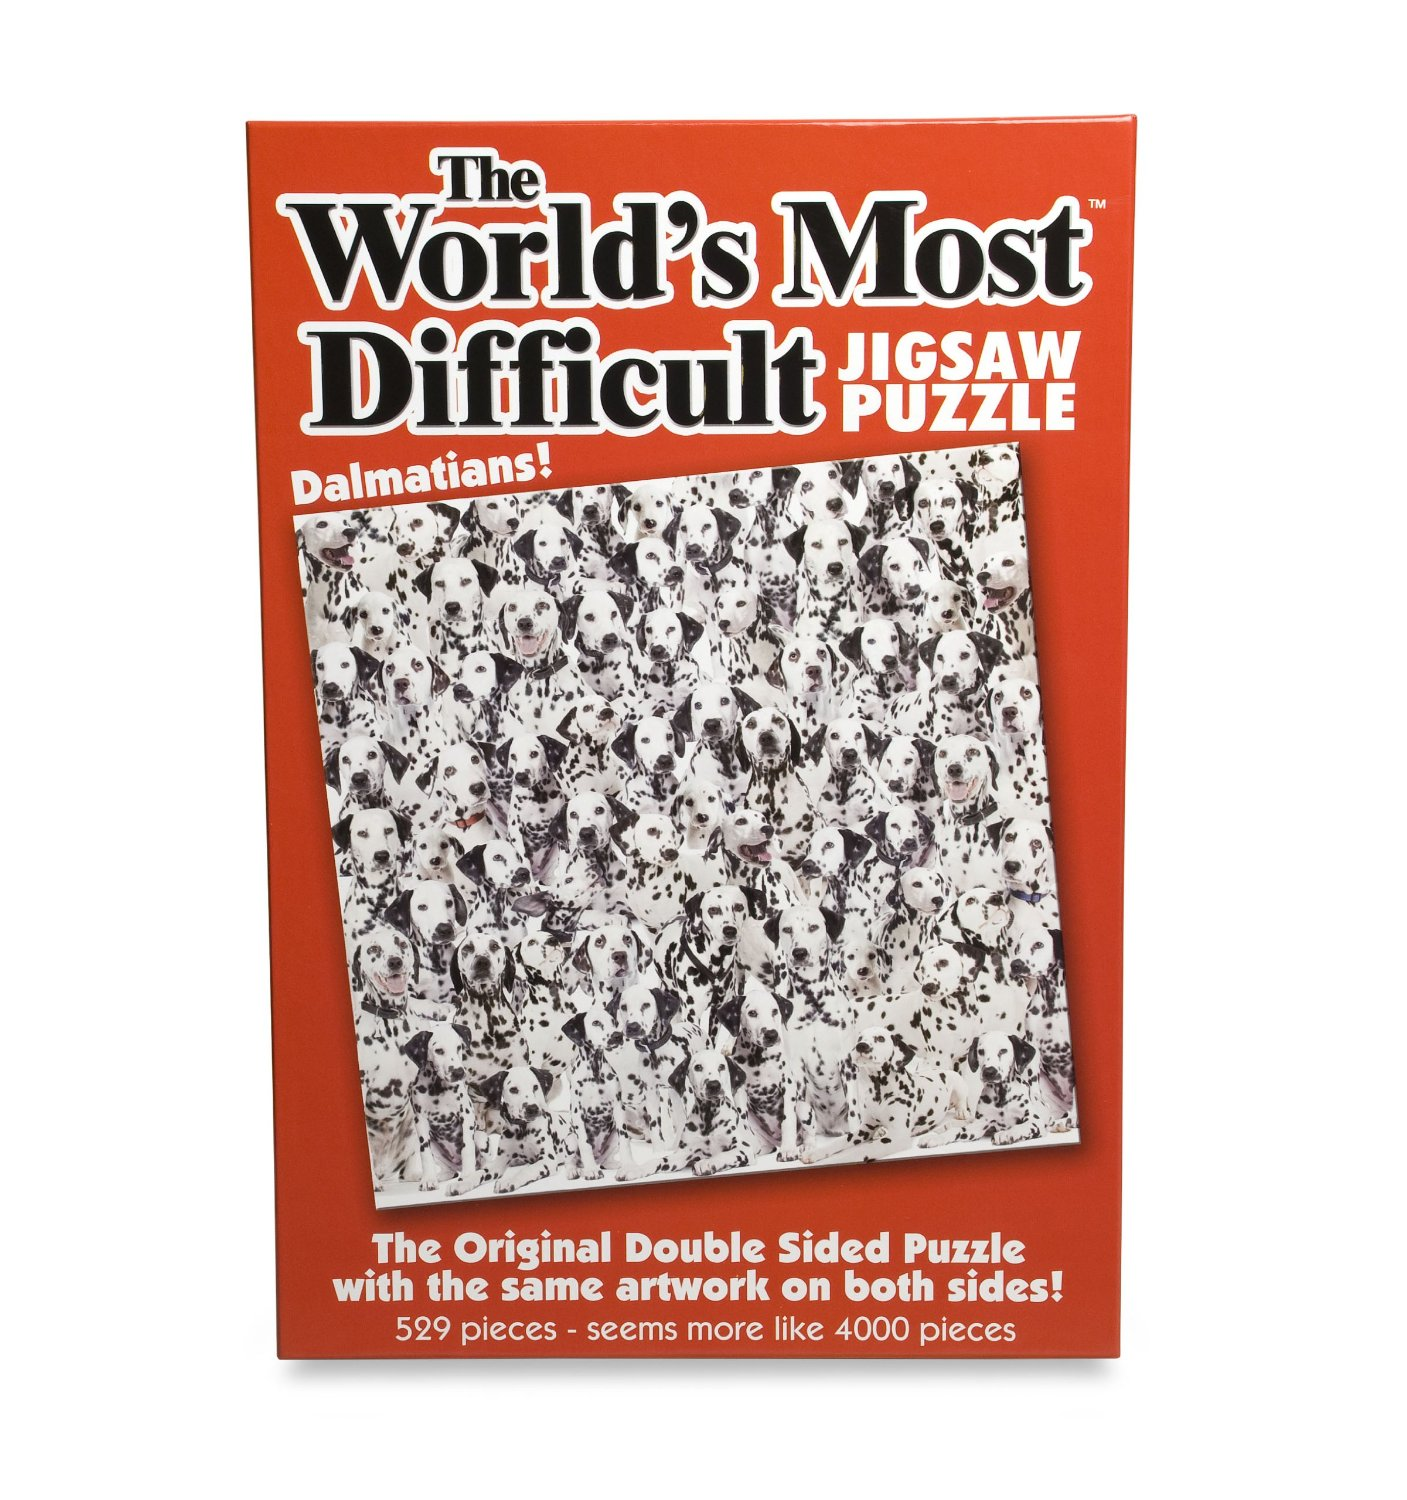 The
World's Most™
Difficult JIGSAW
PUZZLE
Dalmatians!
The Original Double Sided Puzzle
with the same artwork on both sides!
529 pieces - seems more like 4000 pieces